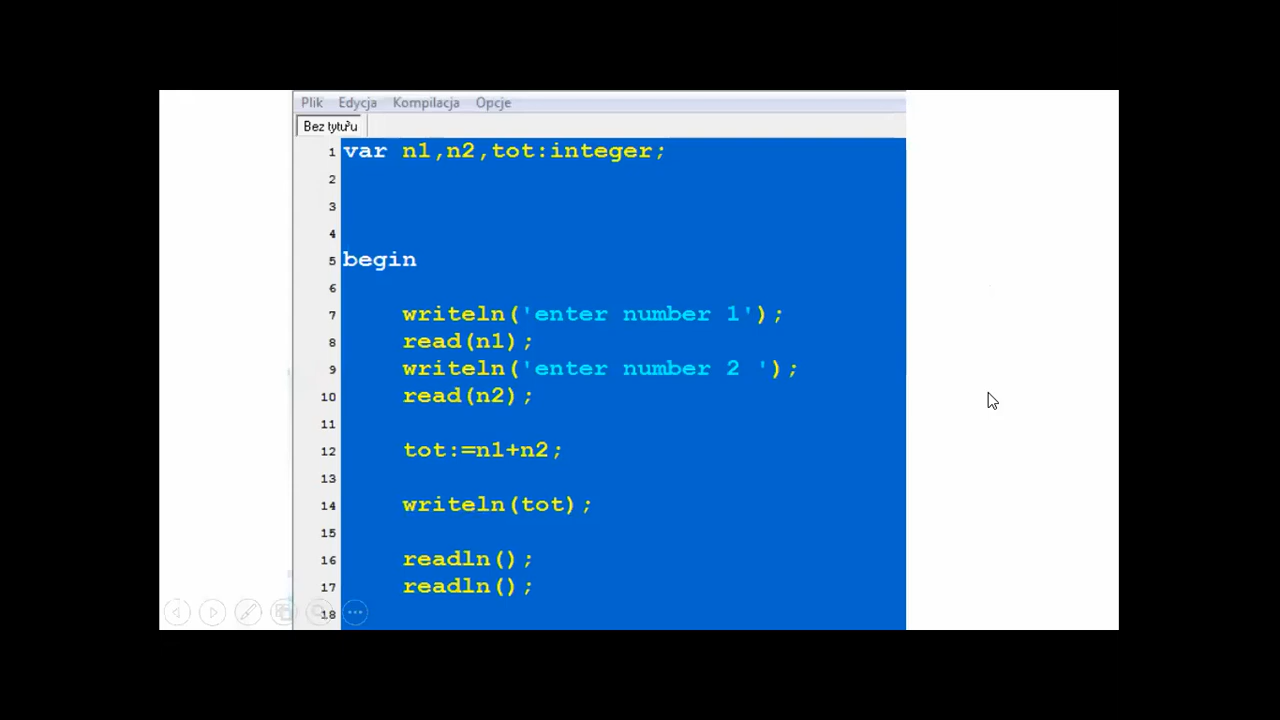 Plik Edycja Kompilacja Opcje
Bez tytu³u
1 var n1,n2,tot:integer;
2
3
4
5 begin
6
7 writeln('enter number 1');
8 read(n1);
9 writeln('enter number 2 ');
10 read(n2);
11
12 tot:=n1+n2;
13
14 writeln(tot);
15
16 readln();
17 readln();
18